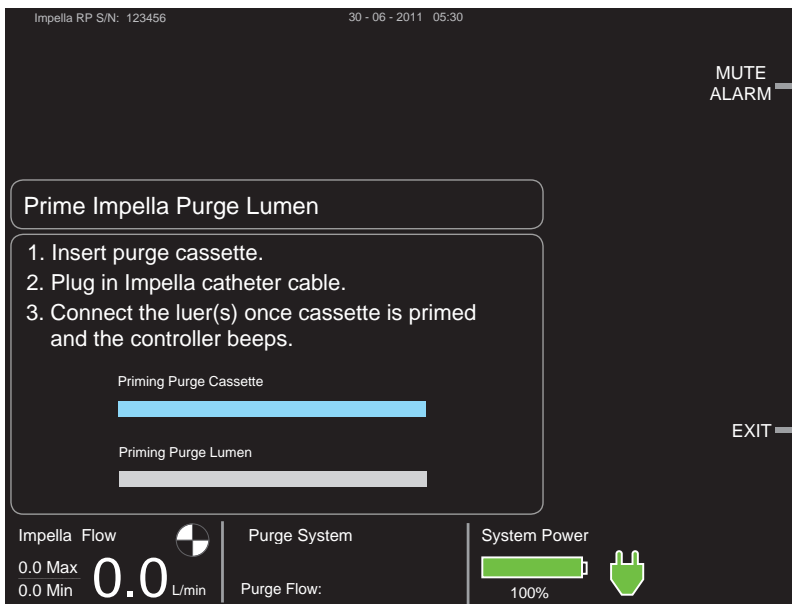 Impella RP S/N: 123456
30 - 06 - 2011 05:30
MUTE
ALARM
Prime Impella Purge Lumen
1. Insert purge cassette.
2. Plug in Impella catheter cable.
3. Connect the luer(s) once cassette is primed
and the controller beeps.
Priming Purge Cassette
EXIT
Priming Purge Lumen
Impella Flow
0.0 Max
0.0 Min
0.0 L/min
Purge System
Purge Flow:
System Power
100%